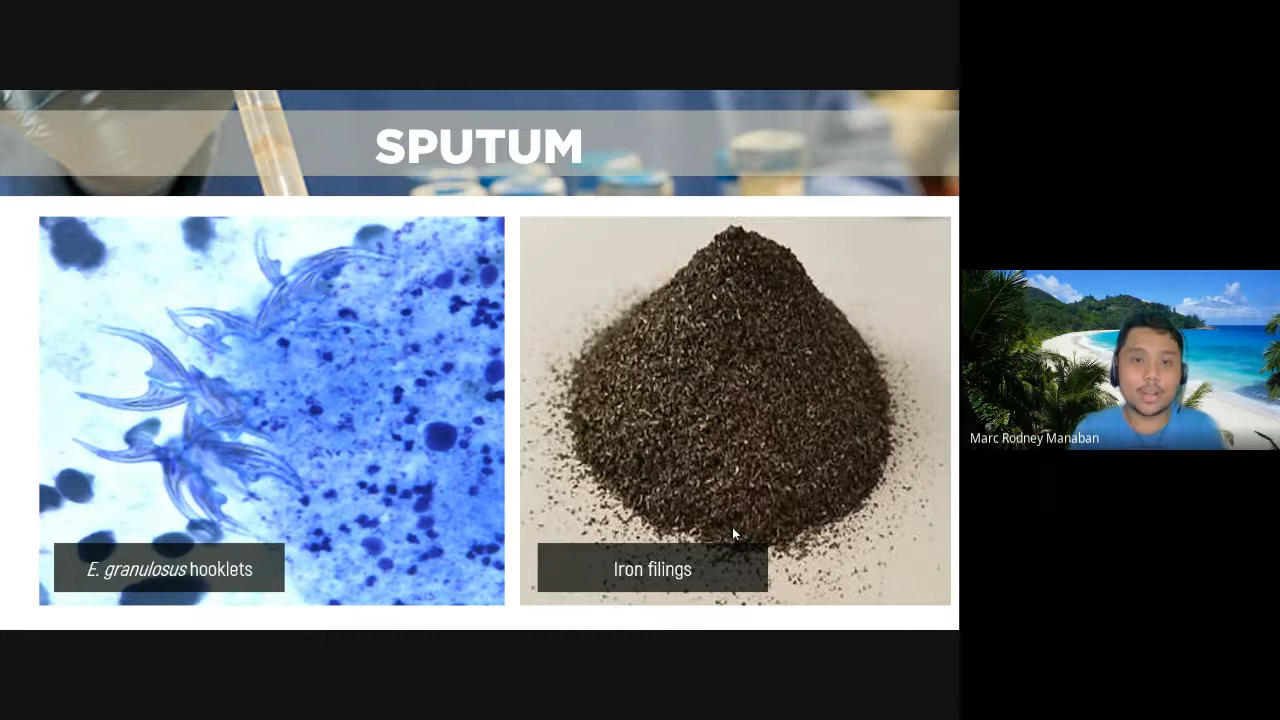 SPUTUM
E. granulosus hooklets
Iron filings
Marc Rodney Manaban